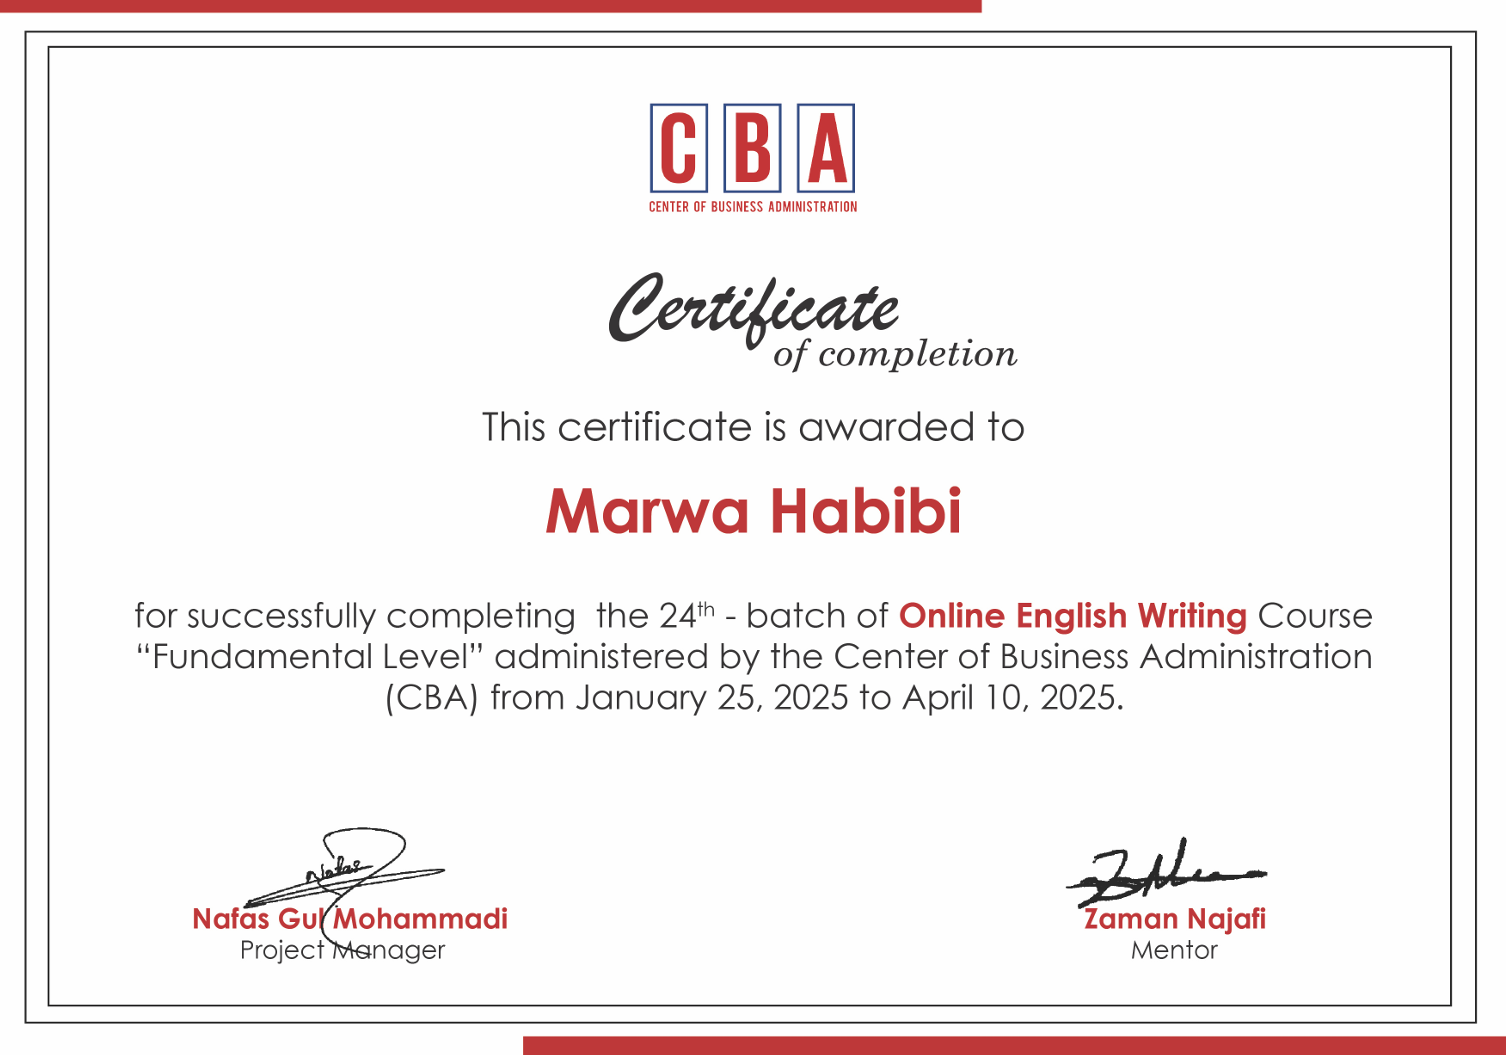 CBA
CENTER OF BUSINESS ADMINISTRATION
Certificate
of completion
This certificate is awarded to
Marwa Habibi
for successfully completing the 24th - batch of Online English Writing Course
“Fundamental Level” administered by the Center of Business Administration
(CBA) from January 25, 2025 to April 10, 2025.
Nafas
Nafas Gul Mohammadi
Project Manager
Zaman Najafi
Mentor